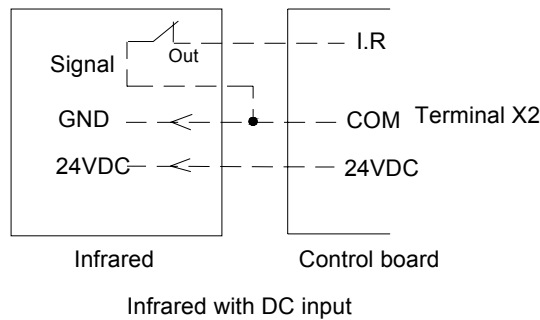 I.R
Out
Signal
GND
COM
Terminal X2
24VDC
24VDC
Infrared
Control board
Infrared with DC input